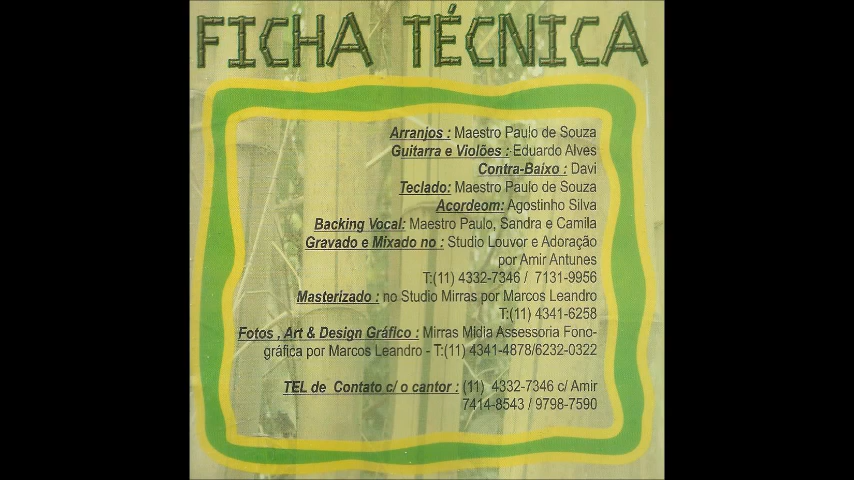 FICHA TÉCNICA
Arranjos : Maestro Paulo de Souza
Guitarra e Violões : Eduardo Alves
Contra-Baixo : Davi
Teclado: Maestro Paulo de Souza
Acordeom: Agostinho Silva
Backing Vocal: Maestro Paulo, Sandra e Camila
Gravado e Mixado no : Studio Louvor e Adoração
por Amir Antunes
T:(11) 4332-7346 / 7131-9956
Masterizado : no Studio Mirras por Marcos Leandro
T:(11) 4341-6258
Fotos , Art & Design Gráfico : Mirras Midia Assessoria Fono-
gráfica por Marcos Leandro - T:(11) 4341-4878/6232-0322
TEL de Contato c/ o cantor : (11) 4332-7346 c/ Amir
7414-8543 / 9798-7590